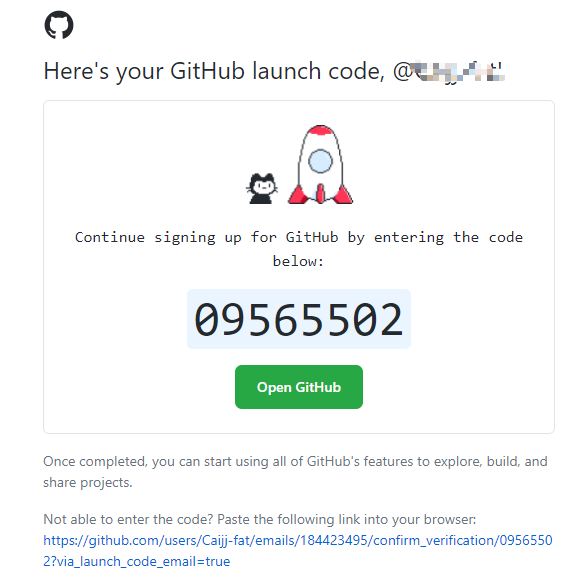 Here's your GitHub launch code,
Continue signing up for GitHub by entering the code
below:
09565502
Open GitHub
Once completed, you can start using all of GitHub's features to explore, build, and
share projects.
Not able to enter the code? Paste the following link into your browser:
https://github.com/users/Caijj-fat/emails/184423495/confirm_verification/0956550
2?via_launch_code_email=true